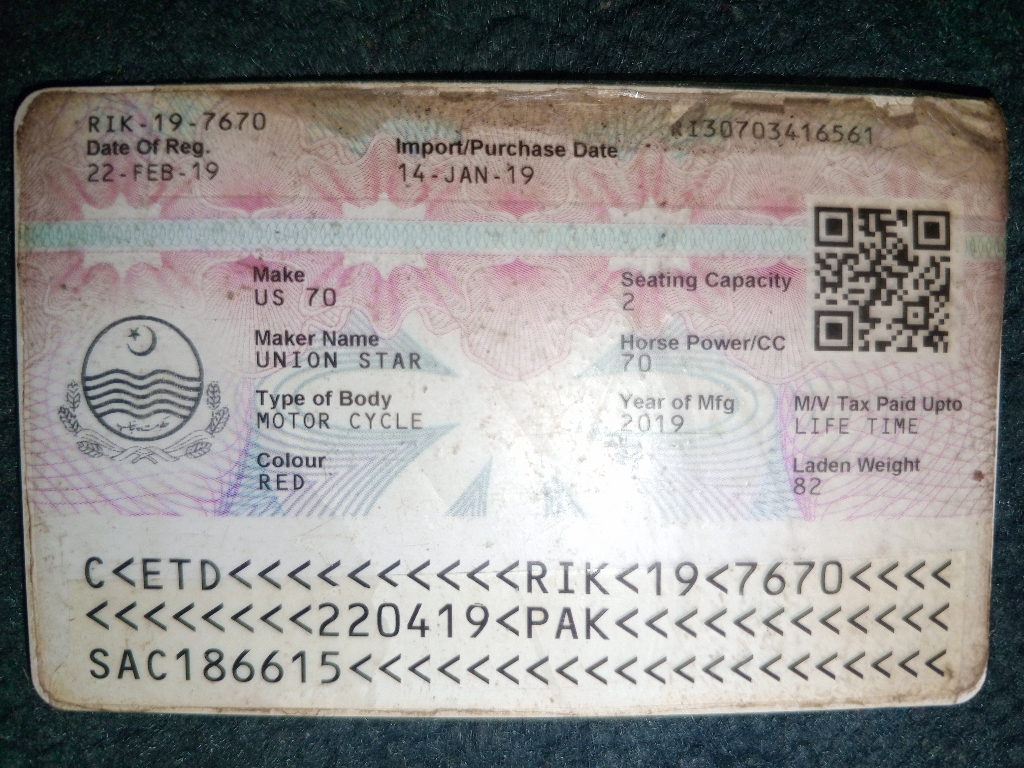 RIK-19-7670
Date Of Reg.
22-FEB-19
Import/Purchase Date
14-JAN-19
RI30703416561
Make
US 70
Maker Name
UNION STAR
Type of Body
MOTOR CYCLE
Colour
RED
Seating Capacity
2
Horse Power/CC
70
Year of Mfg
2019
M/V Tax Paid Upto
LIFE TIME
Laden Weight
82
C<ETD<<<<<<<<<<<RIK<19<7670<<<<
<<<<<<<<220419<PAK<<<<<<<<<<<<<
SAC186615<<<<<<<<<<<<<<<<<<<<<<